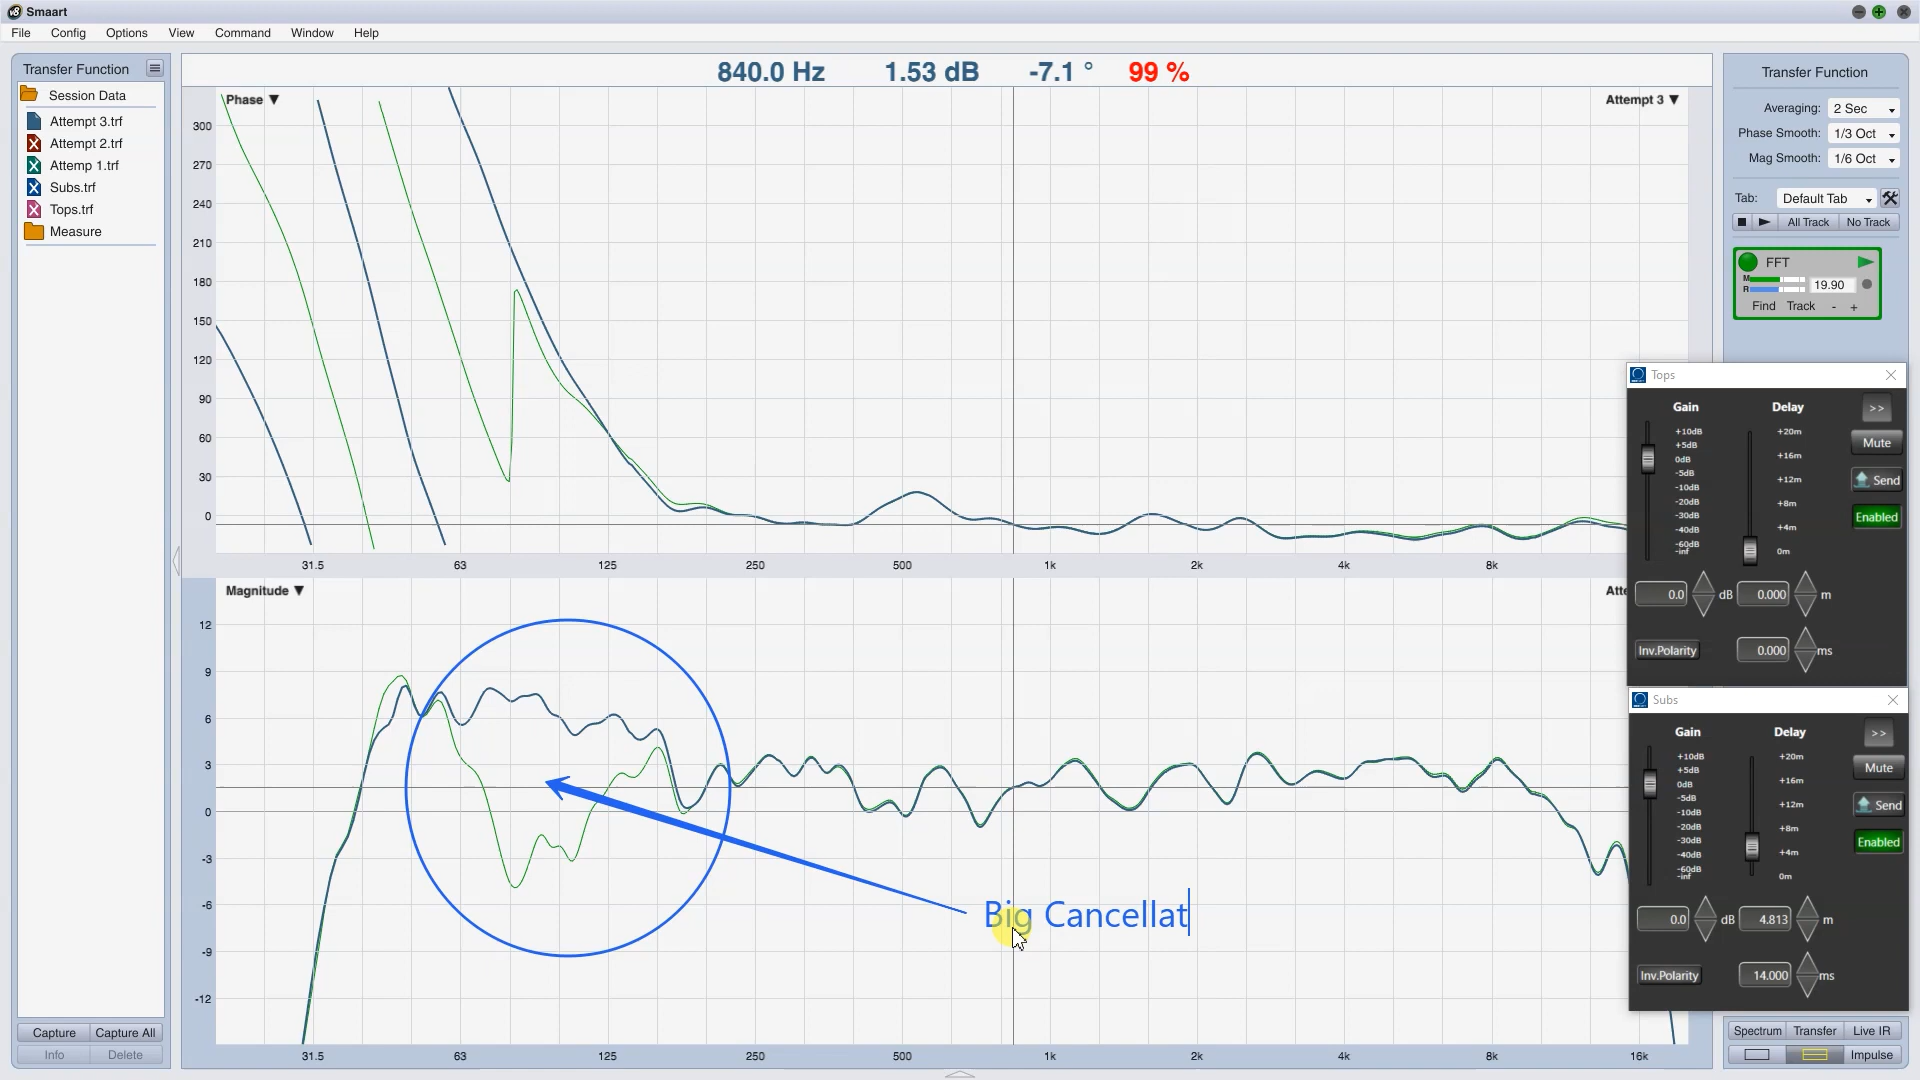 Smaart
File Config Options View Command Window Help
Transfer Function
Session Data
Attempt 3.trf
Attempt 2.trf
Attemp 1.trf
Subs.trf
Tops.trf
Measure
Capture Capture All
Info Delete
840.0 Hz 1.53 dB -7.1 ° 99 %
Phase ▼ Attempt 3 ▼
300
270
240
210
180
150
120
90
60
30
0
31.5 63 125 250 500 1k 2k 4k 8k
Magnitude ▼ Atte
12
9
6
3
0
-3
-6
-9
-12
Big Cancellat
31.5 63 125 250 500 1k 2k 4k 8k 16k
Transfer Function
Averaging: 2 Sec
Phase Smooth: 1/3 Oct
Mag Smooth: 1/6 Oct
Tab: Default Tab
All Track No Track
FFT
M
R 19.90
Find Track - +
Tops
Gain Delay >>
+10dB +20m
+5dB Mute
0dB +16m
-5dB +12m Send
-10dB
-20dB +8m Enabled
-30dB
-40dB +4m
-60dB
-inf 0m
0.0 dB 0.000 m
Inv.Polarity 0.000 ms
Subs
Gain Delay >>
+10dB +20m
+5dB Mute
0dB +16m
-5dB +12m Send
-10dB
-20dB +8m Enabled
-30dB
-40dB +4m
-60dB
-inf 0m
0.0 dB 4.813 m
Inv.Polarity 14.000 ms
Spectrum Transfer Live IR
Impulse